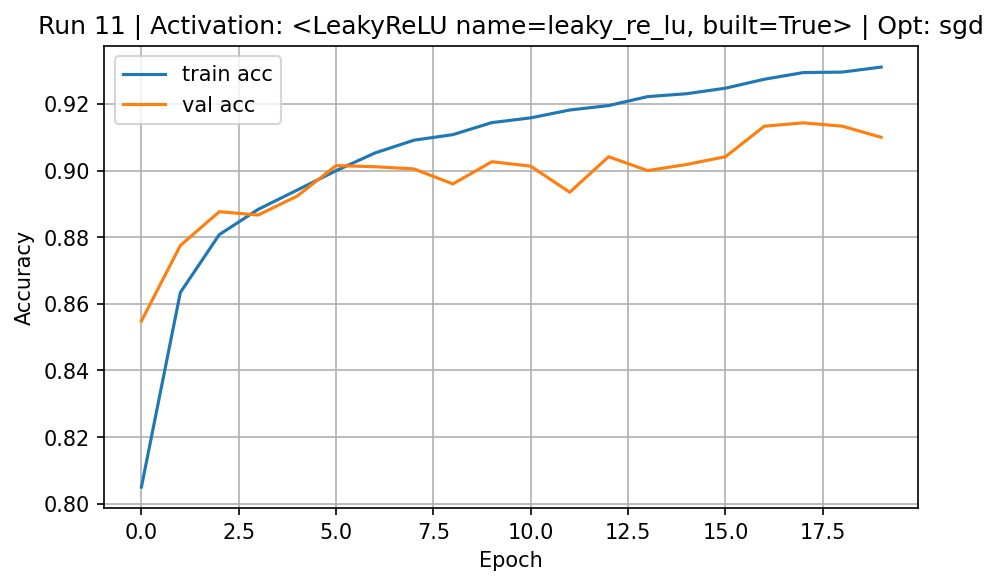 Run 11 | Activation: <LeakyReLU name=leaky_re_lu, built=True> | Opt: sgd
train acc
val acc
0.92
0.90
0.88
0.86
0.84
0.82
0.80
Accuracy
0.0 2.5 5.0 7.5 10.0 12.5 15.0 17.5
Epoch